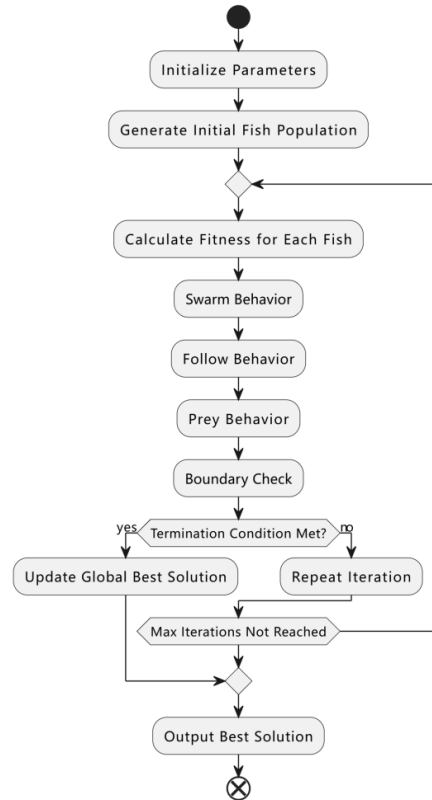 Initialize Parameters
Generate Initial Fish Population
Calculate Fitness for Each Fish
Swarm Behavior
Follow Behavior
Prey Behavior
Boundary Check
yes
Termination Condition Met?
no
Update Global Best Solution
Repeat Iteration
Max Iterations Not Reached
Output Best Solution